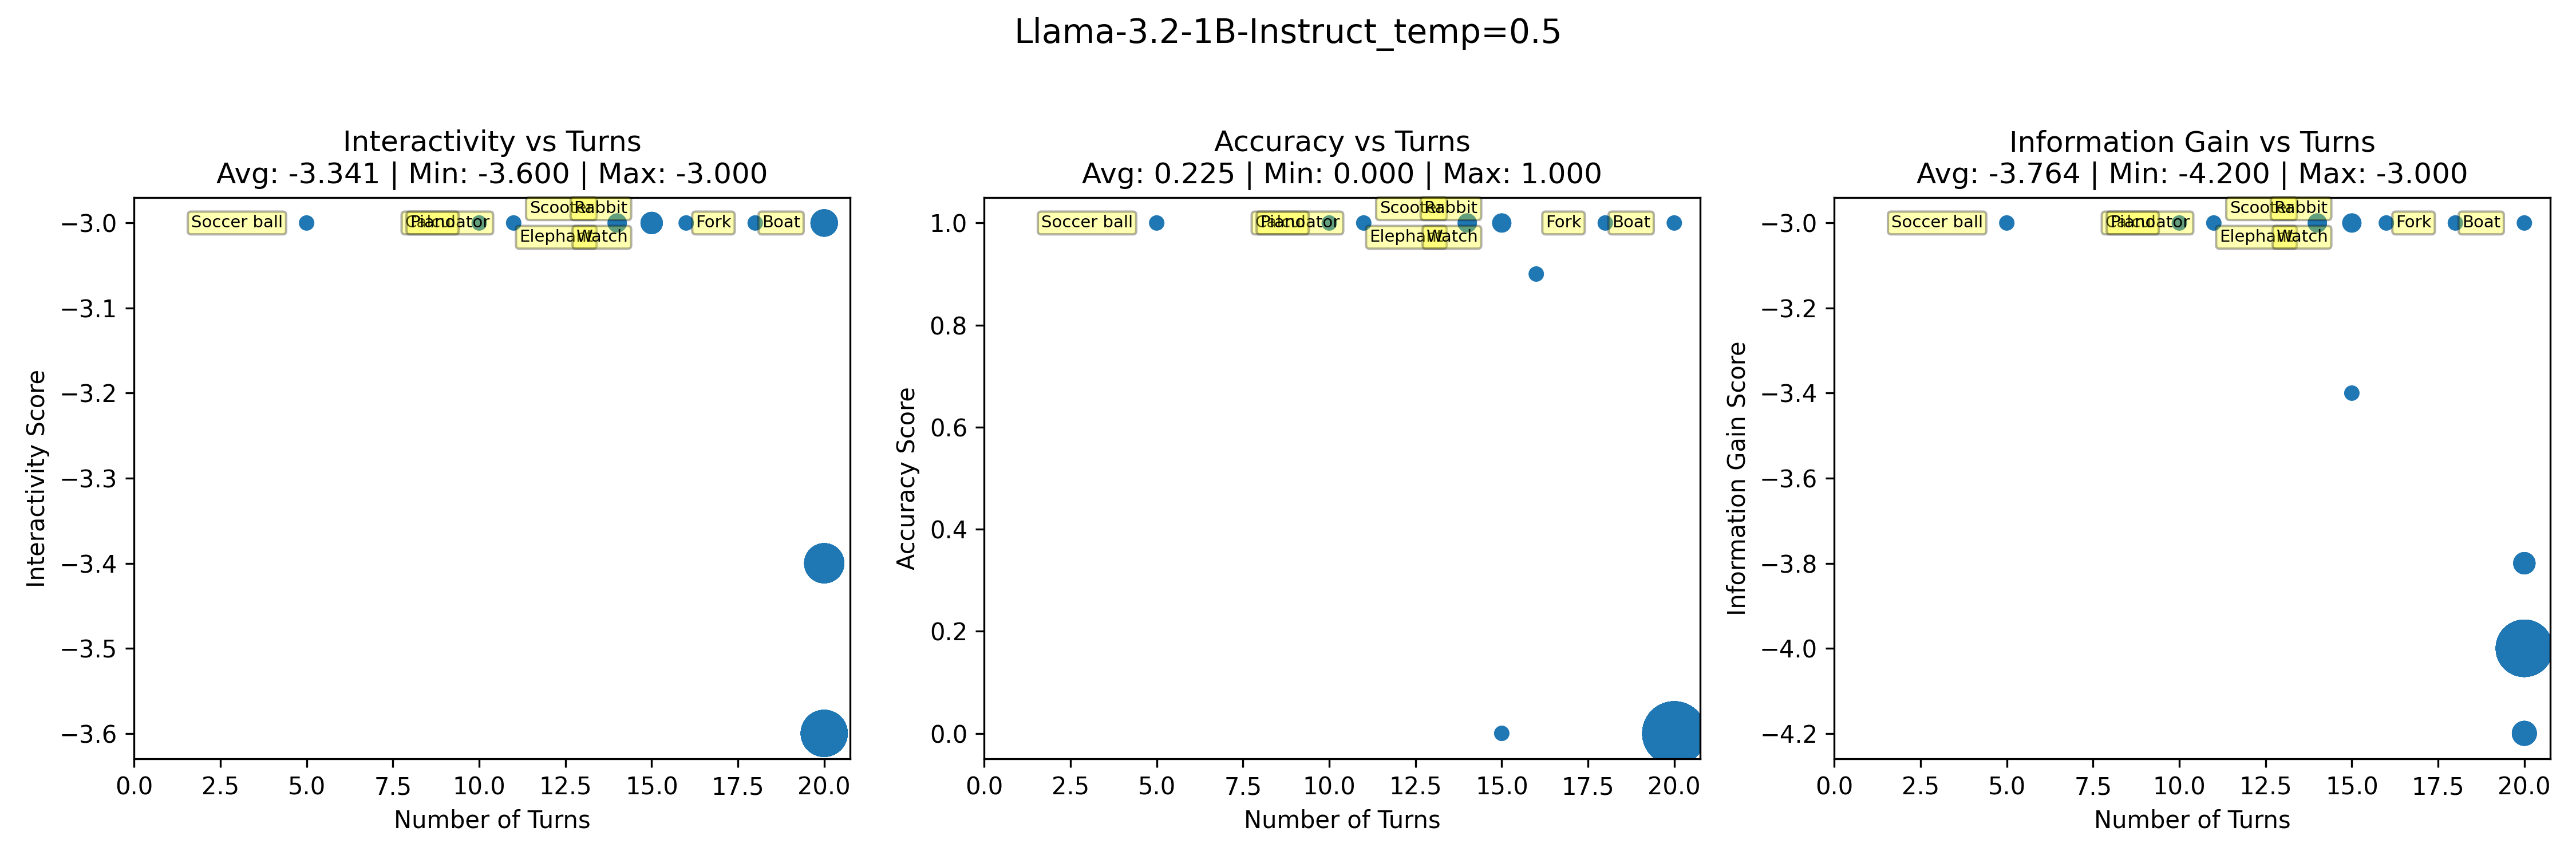 Llama-3.2-1B-Instruct_temp=0.5
Interactivity vs Turns
Avg: -3.341 | Min: -3.600 | Max: -3.000
Interactivity Score
−3.0
−3.1
−3.2
−3.3
−3.4
−3.5
−3.6
Soccer ball
Scooter
Rabbit
Elephant
Watch
Fork
Boat
0.0 2.5 5.0 7.5 10.0 12.5 15.0 17.5 20.0
Number of Turns
Accuracy vs Turns
Avg: 0.225 | Min: 0.000 | Max: 1.000
Accuracy Score
1.0
0.8
0.6
0.4
0.2
0.0
Soccer ball
Scooter
Rabbit
Elephant
Watch
Fork
Boat
0.0 2.5 5.0 7.5 10.0 12.5 15.0 17.5 20.0
Number of Turns
Information Gain vs Turns
Avg: -3.764 | Min: -4.200 | Max: -3.000
Information Gain Score
−3.0
−3.2
−3.4
−3.6
−3.8
−4.0
−4.2
Soccer ball
Scooter
Rabbit
Elephant
Watch
Fork
Boat
0.0 2.5 5.0 7.5 10.0 12.5 15.0 17.5 20.0
Number of Turns